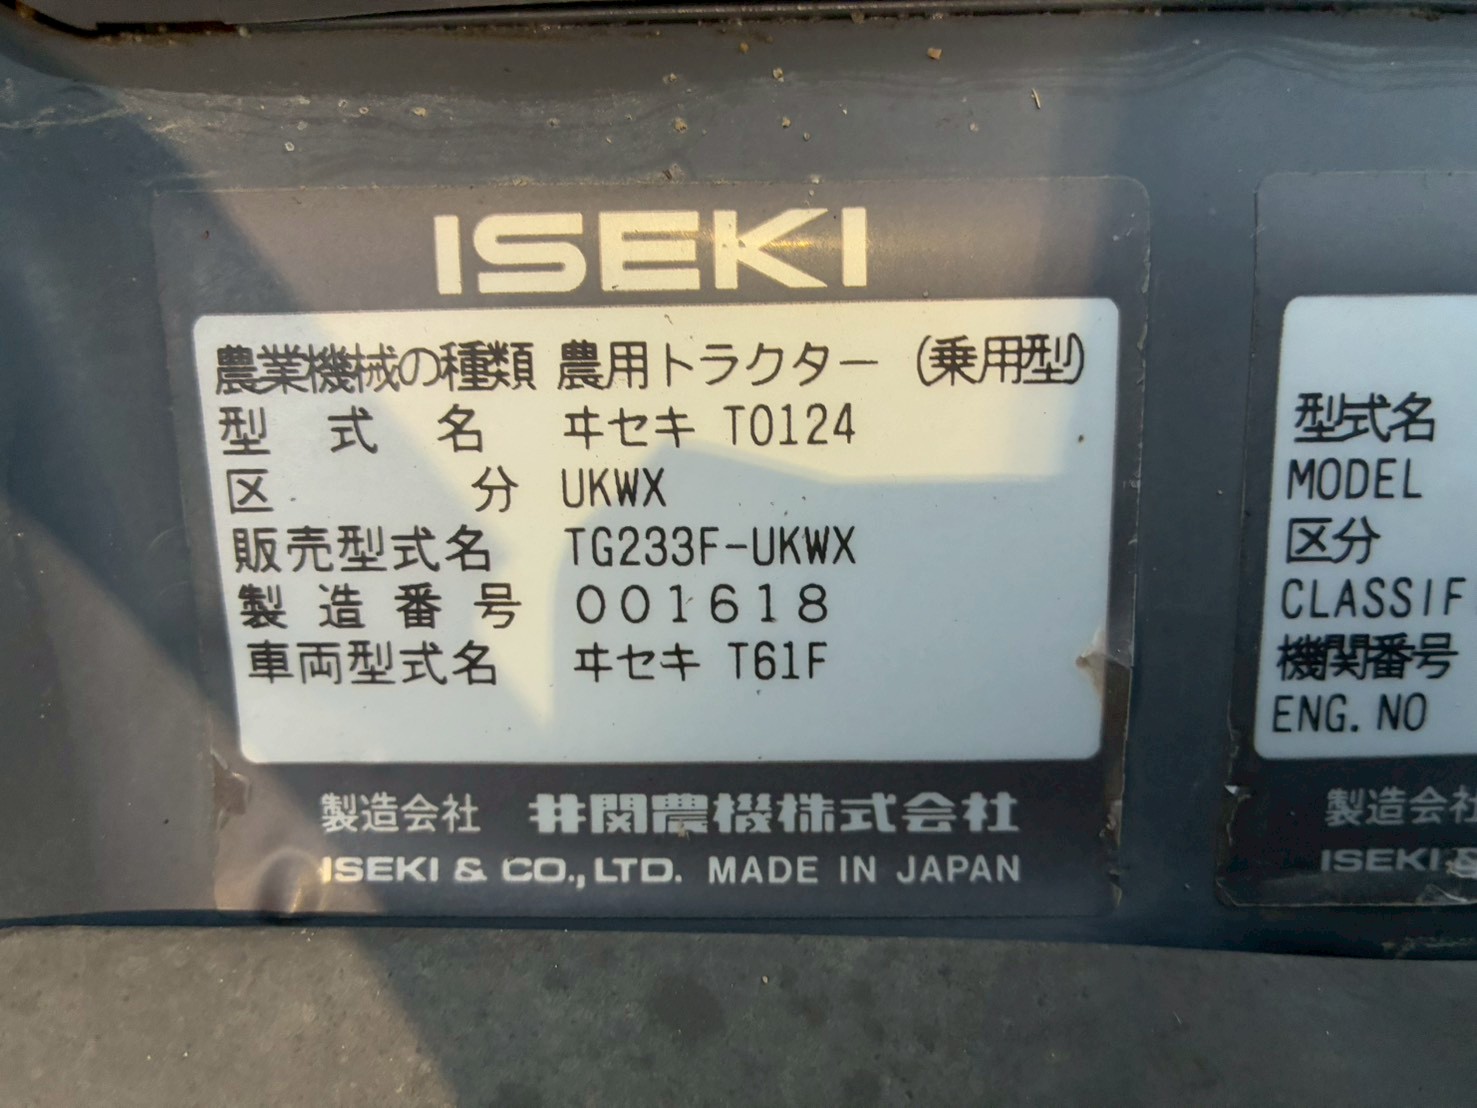 ISEKI
農業機械の種類 農用トラクター (乗用型)
型式名 ヰセキ T0124
区分 UKWX
販売型式名 TG233F-UKWX
製造番号 001618
車両型式名 ヰセキ T61F
製造会社 井関農機株式会社
ISEKI & CO., LTD. MADE IN JAPAN
型式名
MODEL
区分
CLASSIF
機関番号
ENG. NO
製造会社
ISEKI &